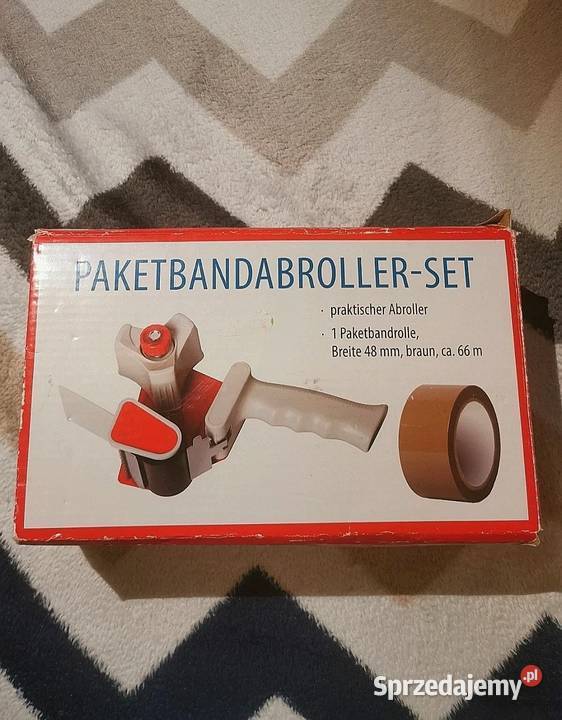 PAKETBANDABROLLER-SET
· praktischer Abroller
· 1 Paketbandrolle,
Breite 48 mm, braun, ca. 66 m
Sprzedajemy.pl